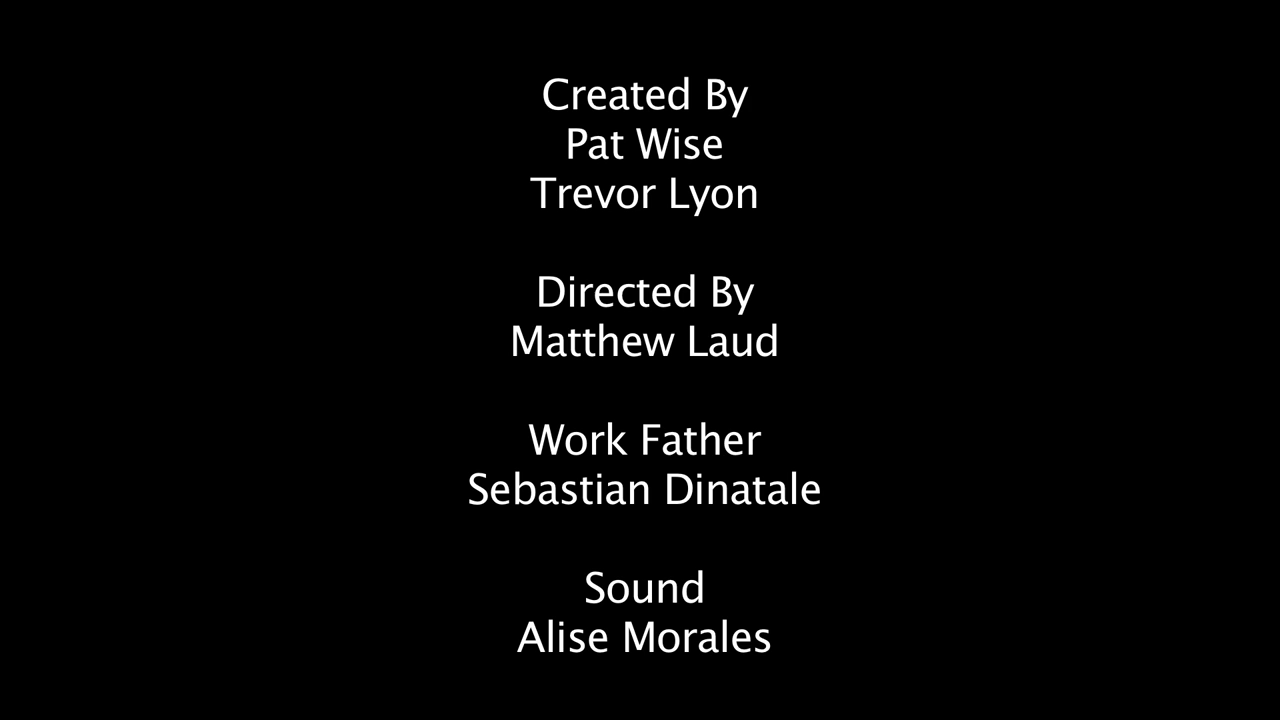 Created By
Pat Wise
Trevor Lyon
Directed By
Matthew Laud
Work Father
Sebastian Dinatale
Sound
Alise Morales